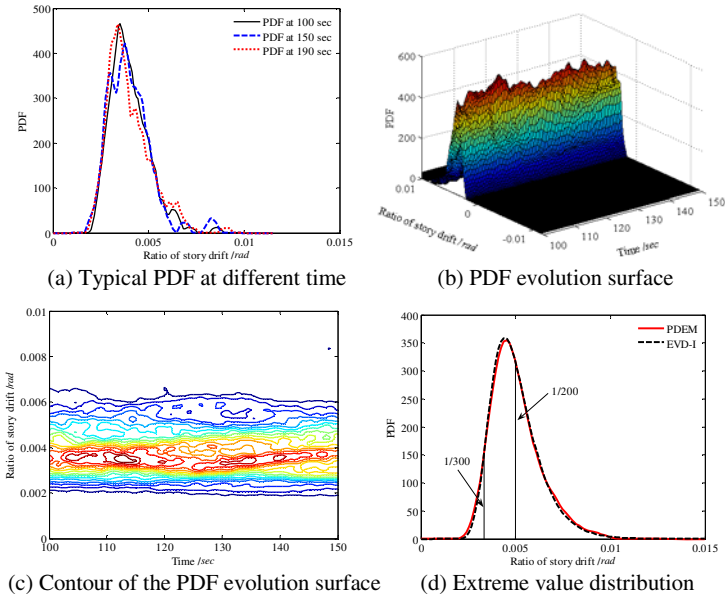 500
400
300
200
100
0
PDF
PDF at 100 sec
PDF at 150 sec
PDF at 190 sec
0
0.005
0.01
0.015
Ratio of story drift /rad
(a) Typical PDF at different time
600
400
200
0
PDF
0.01
0
-0.01
Ratio of story drift /rad
100
110
120
130
140
150
Time /sec
(b) PDF evolution surface
0.01
0.008
0.006
0.004
0.002
0
Ratio of story drift /rad
100
110
120
130
140
150
Time /sec
(c) Contour of the PDF evolution surface
400
350
300
250
200
150
100
50
0
PDF
PDEM
EVD-I
1/200
1/300
0
0.005
0.01
0.015
Ratio of story drift /rad
(d) Extreme value distribution